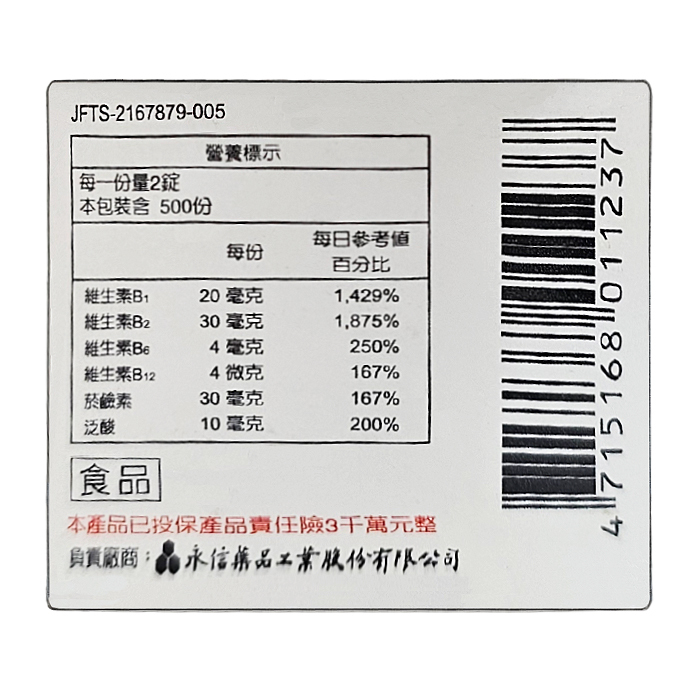 JFTS-2167879-005
營養標示
每一份量2錠
本包裝含 500份
每份 每日參考值
百分比
維生素B1 20 毫克 1,429%
維生素B2 30 毫克 1,875%
維生素B6 4 毫克 250%
維生素B12 4 微克 167%
菸鹼素 30 毫克 167%
泛酸 10 毫克 200%
食品
本產品已投保產品責任險3千萬元整
負責廠商：永信藥品工業股份有限公司
4 715168 011237